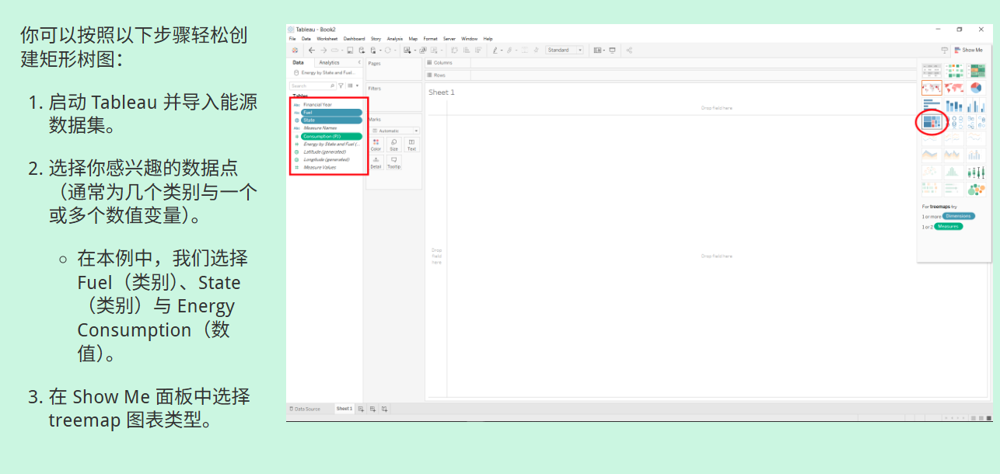 你可以按照以下步骤轻松创
建矩形树图：
1. 启动 Tableau 并导入能源
数据集。
2. 选择你感兴趣的数据点
（通常为几个类别与一个
或多个数值变量）。
○ 在本例中，我们选择
Fuel（类别）、State
（类别）与 Energy
Consumption（数
值）。
3. 在 Show Me 面板中选择
treemap 图表类型。
Tableau - Book2
File Data Worksheet Dashboard Story Analysis Map Format Server Window Help
Standard
Show Me
Data Analytics
Pages
Columns
Energy by State and Fuel...
Rows
Search
Filters
Sheet 1
Tables
Abc Financial Year
Drop field here
Abc Fuel
State
Marks
Abc Measure Names
Automatic
# Consumption (PJ)
# Energy by State and Fuel (...
Color Size Text
Latitude (generated)
Longitude (generated)
# Measure Values
Detail Tooltip
For treemaps try
1 or more Dimensions
1 or 2 Measures
Drop
field
here
Drop field here
Data Source Sheet 1